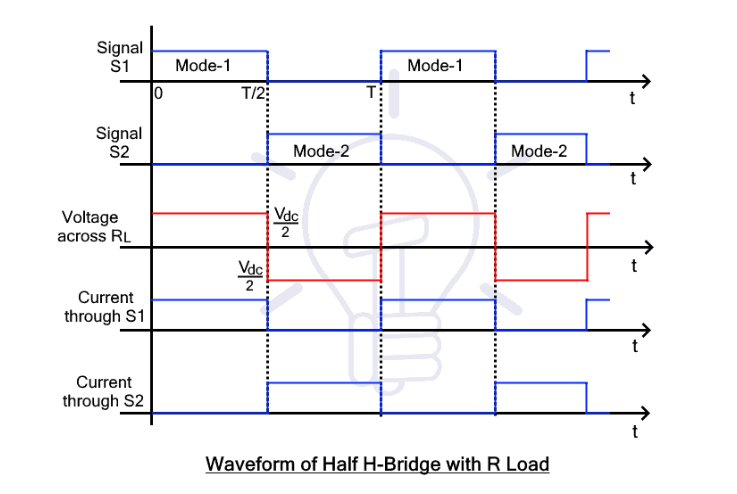 Signal
S1
Mode-1
Mode-1
0
T/2
T
t
Signal
S2
Mode-2
Mode-2
t
Voltage
across RL
Vdc
2
Vdc
2
t
Current
through S1
t
Current
through S2
t
Waveform of Half H-Bridge with R Load